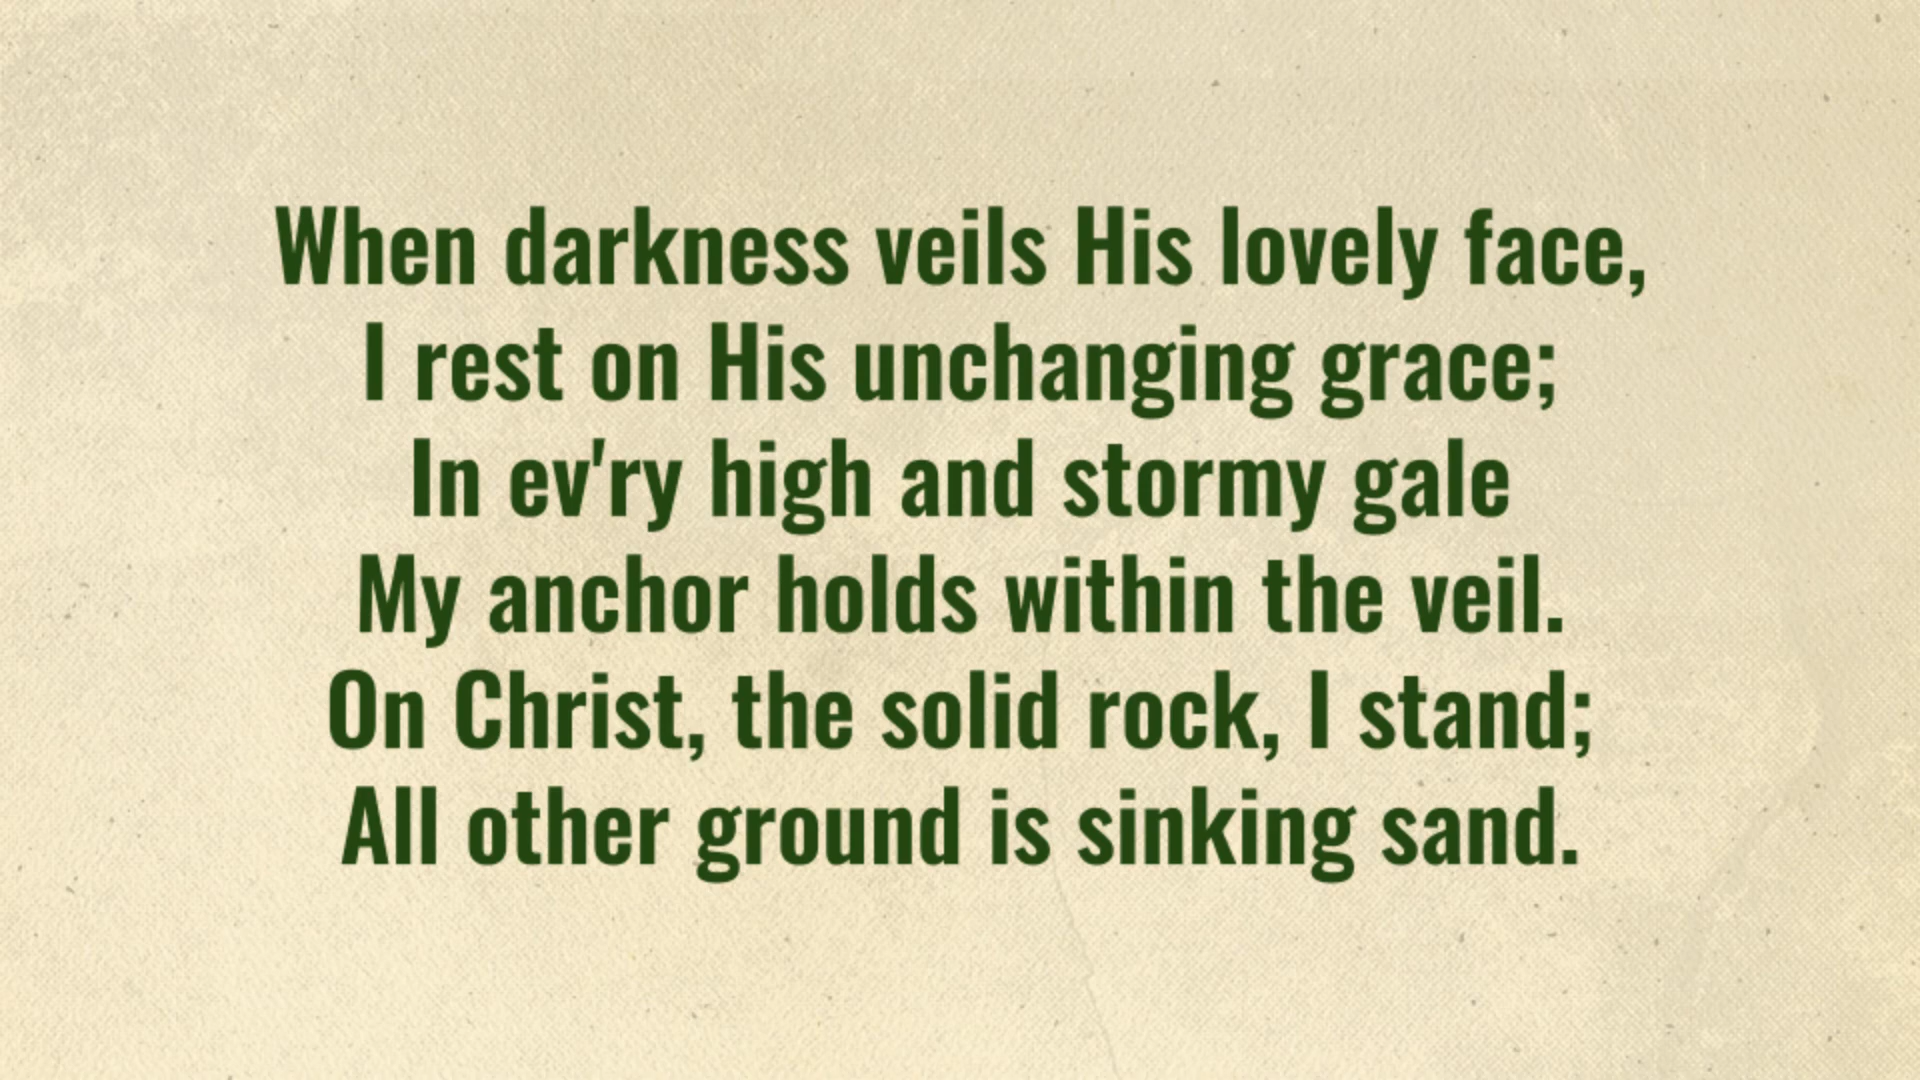 When darkness veils His lovely face,
I rest on His unchanging grace;
In ev'ry high and stormy gale
My anchor holds within the veil.
On Christ, the solid rock, I stand;
All other ground is sinking sand.